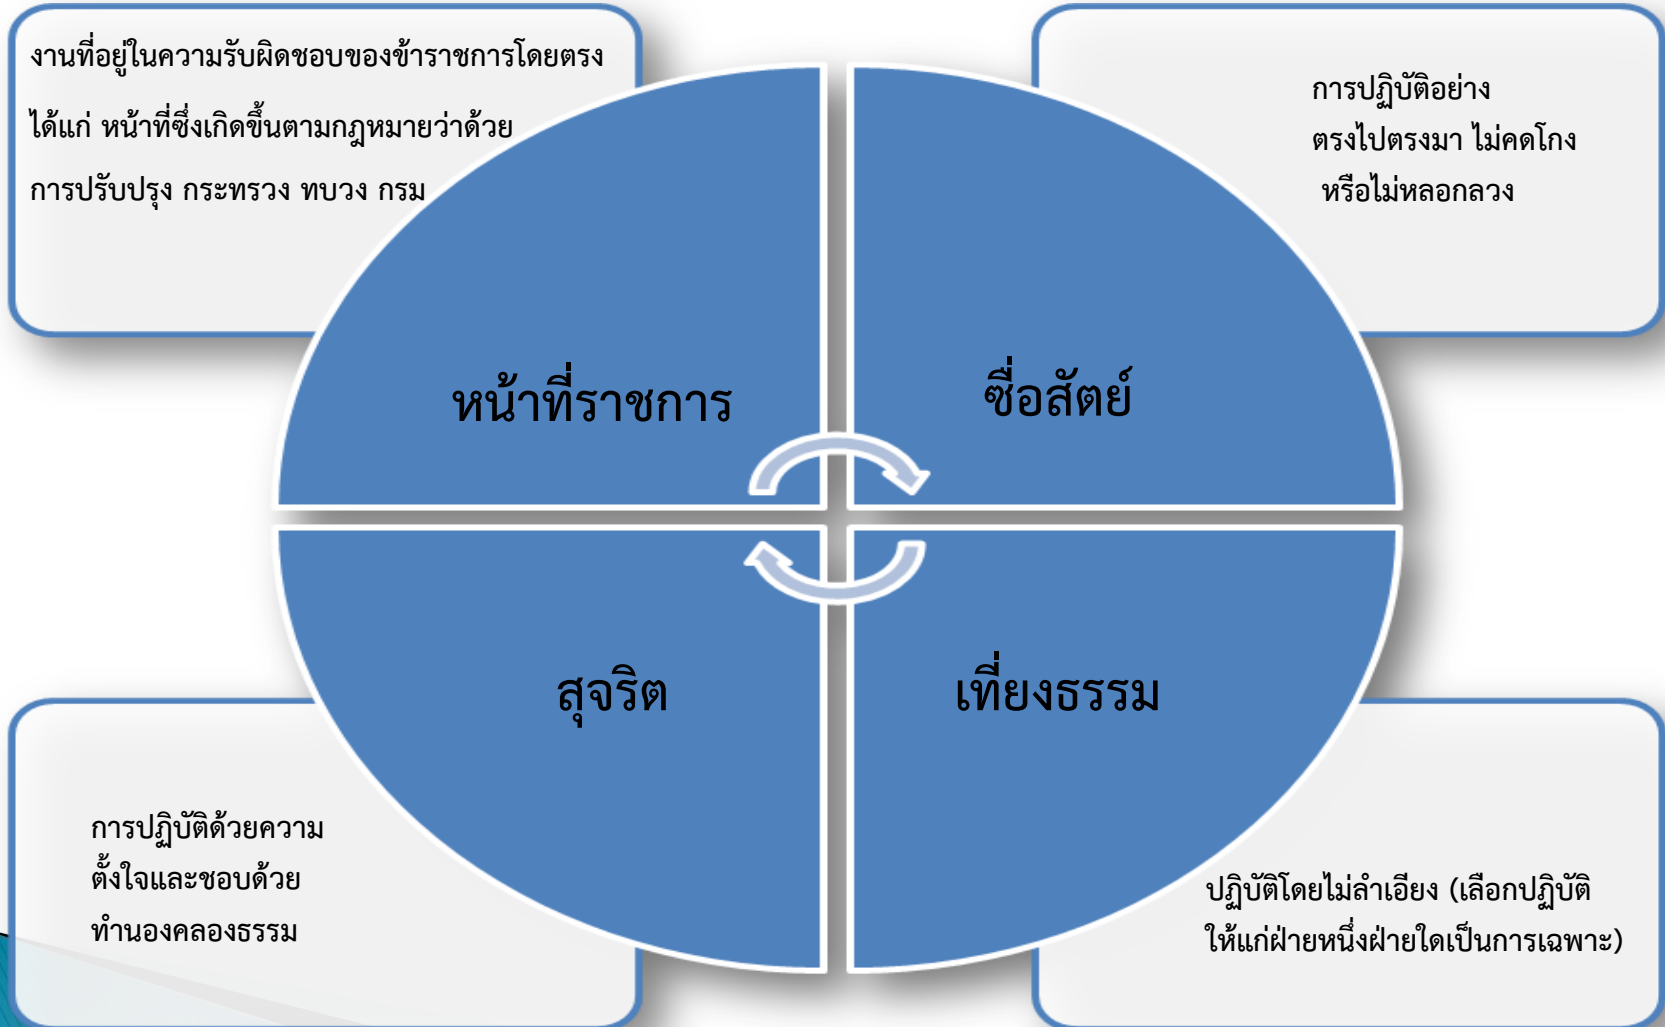 งานที่อยู่ในความรับผิดชอบของข้าราชการโดยตรง
ได้แก่ หน้าที่ซึ่งเกิดขึ้นตามกฎหมายว่าด้วย
การปรับปรุง กระทรวง ทบวง กรม
การปฏิบัติอย่าง
ตรงไปตรงมา ไม่คดโกง
หรือไม่หลอกลวง
หน้าที่ราชการ
ซื่อสัตย์
สุจริต
เที่ยงธรรม
การปฏิบัติด้วยความ
ตั้งใจและชอบด้วย
ทำนองคลองธรรม
ปฏิบัติโดยไม่ลำเอียง (เลือกปฏิบัติ
ให้แก่ฝ่ายหนึ่งฝ่ายใดเป็นการเฉพาะ)